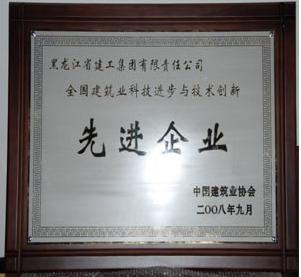 黑龙江省建工集团有限责任公司
全国建筑业科技进步与技术创新
先进企业
中国建筑业协会
二〇〇八年九月